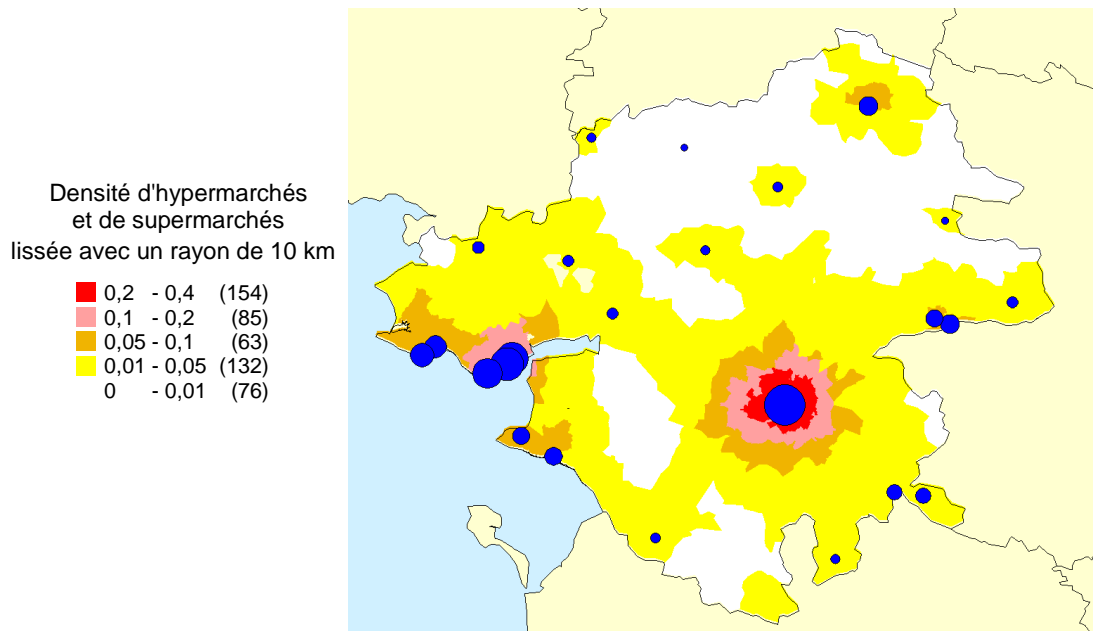 Densité d'hypermarchés
et de supermarchés
lissée avec un rayon de 10 km
0,2 - 0,4 (154)
0,1 - 0,2 (85)
0,05 - 0,1 (63)
0,01 - 0,05 (132)
0 - 0,01 (76)